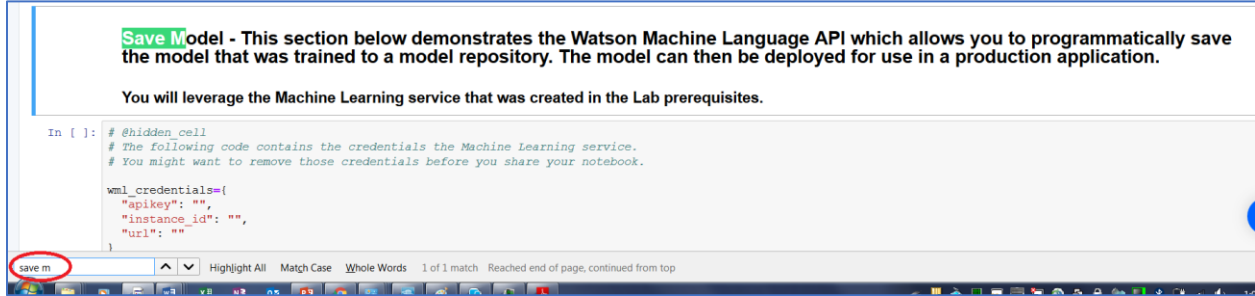 Save Model - This section below demonstrates the Watson Machine Language API which allows you to programmatically save
the model that was trained to a model repository. The model can then be deployed for use in a production application.
You will leverage the Machine Learning service that was created in the Lab prerequisites.
In [ ]: # @hidden_cell
# The following code contains the credentials the Machine Learning service.
# You might want to remove those credentials before you share your notebook.
wml_credentials={
"apikey": "",
"instance_id": "",
"url": ""
}
save m Highlight All Match Case Whole Words 1 of 1 match Reached end of page, continued from top